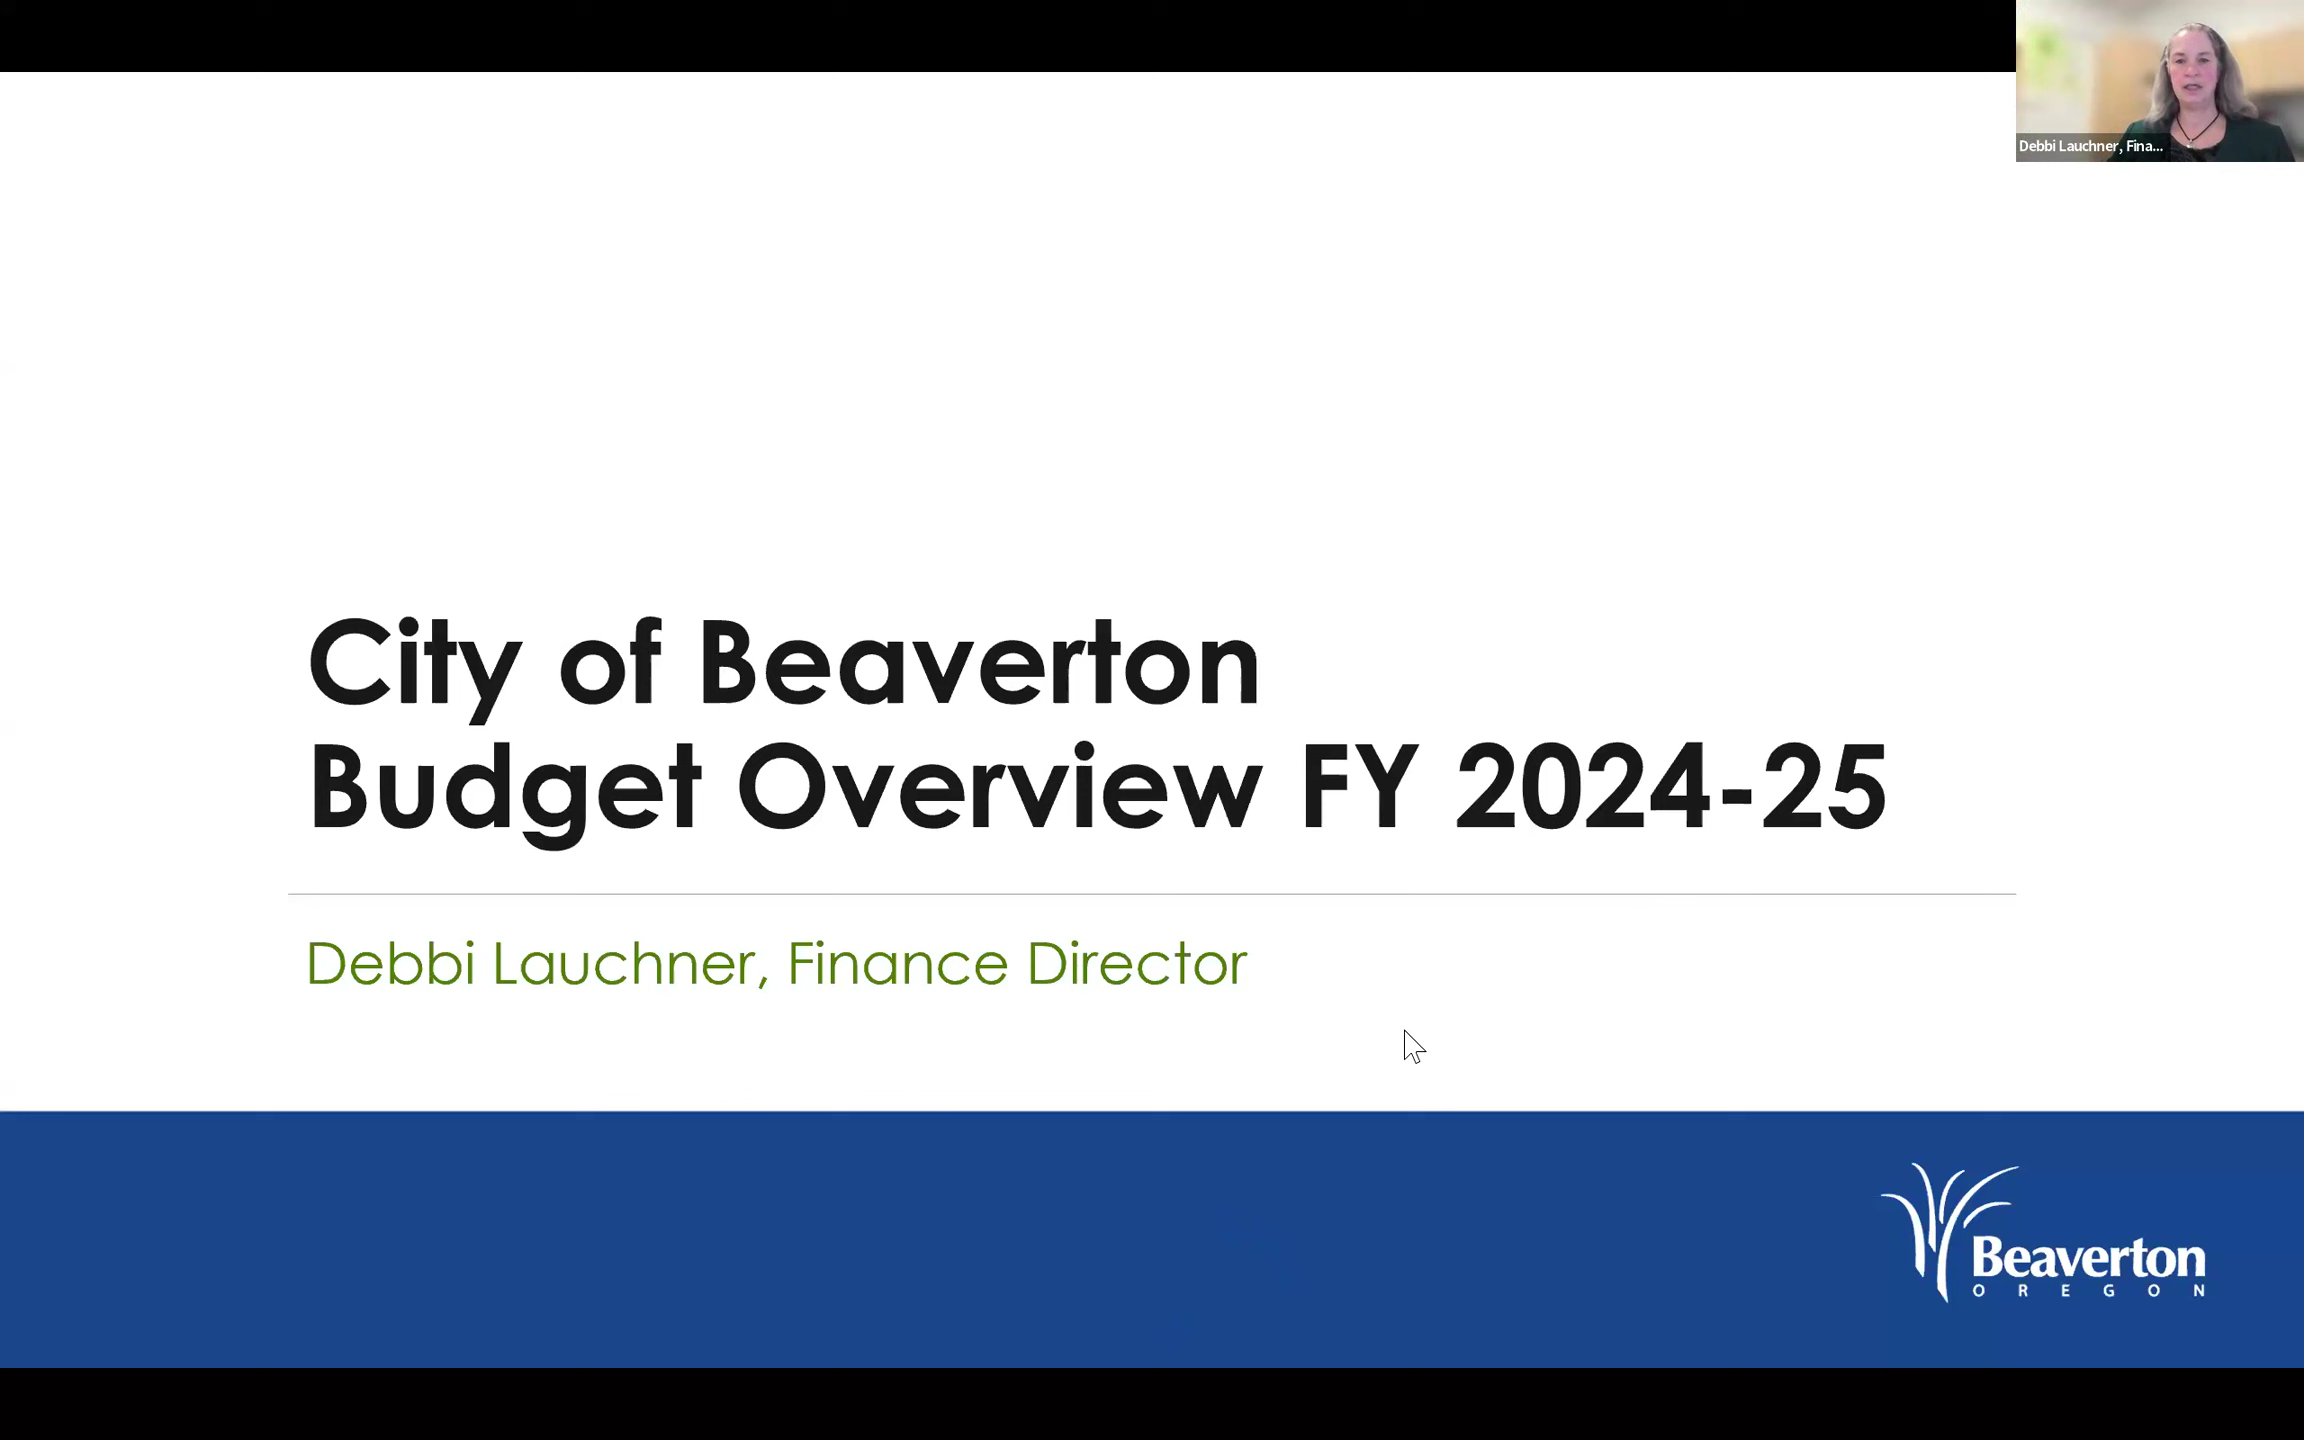 Debbi Lauchner, Fina...
City of Beaverton
Budget Overview FY 2024-25
Debbi Lauchner, Finance Director
Beaverton
OREGON